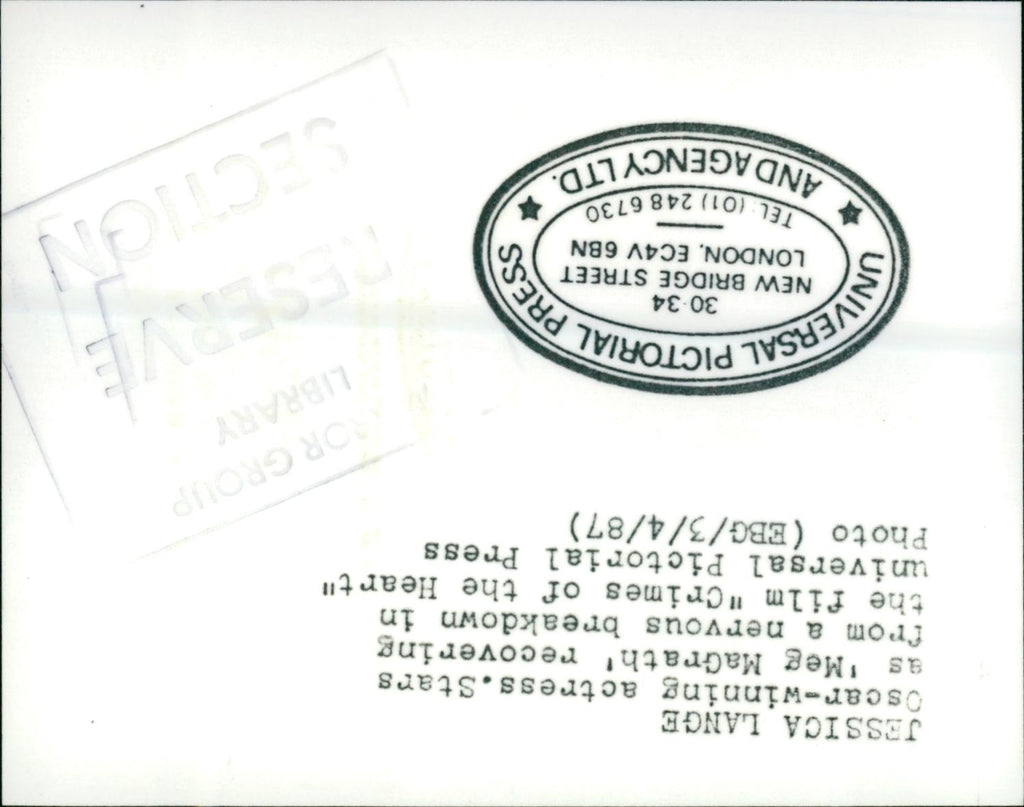 JESSICA LANGE
Oscar-winning actress.Stars
as 'Meg MaGrath' recovering
from a nervous breakdown in
the film "Crimes of the Heart"
universal Pictorial Press
Photo (EBG/3/4/87)
UNIVERSAL PICTORIAL PRESS
30-34
NEW BRIDGE STREET
LONDON, EC4V 6BN
TEL: (01) 248 6730
AND AGENCY LTD.
GROUP
LIBRARY
RESERVE
SECTION